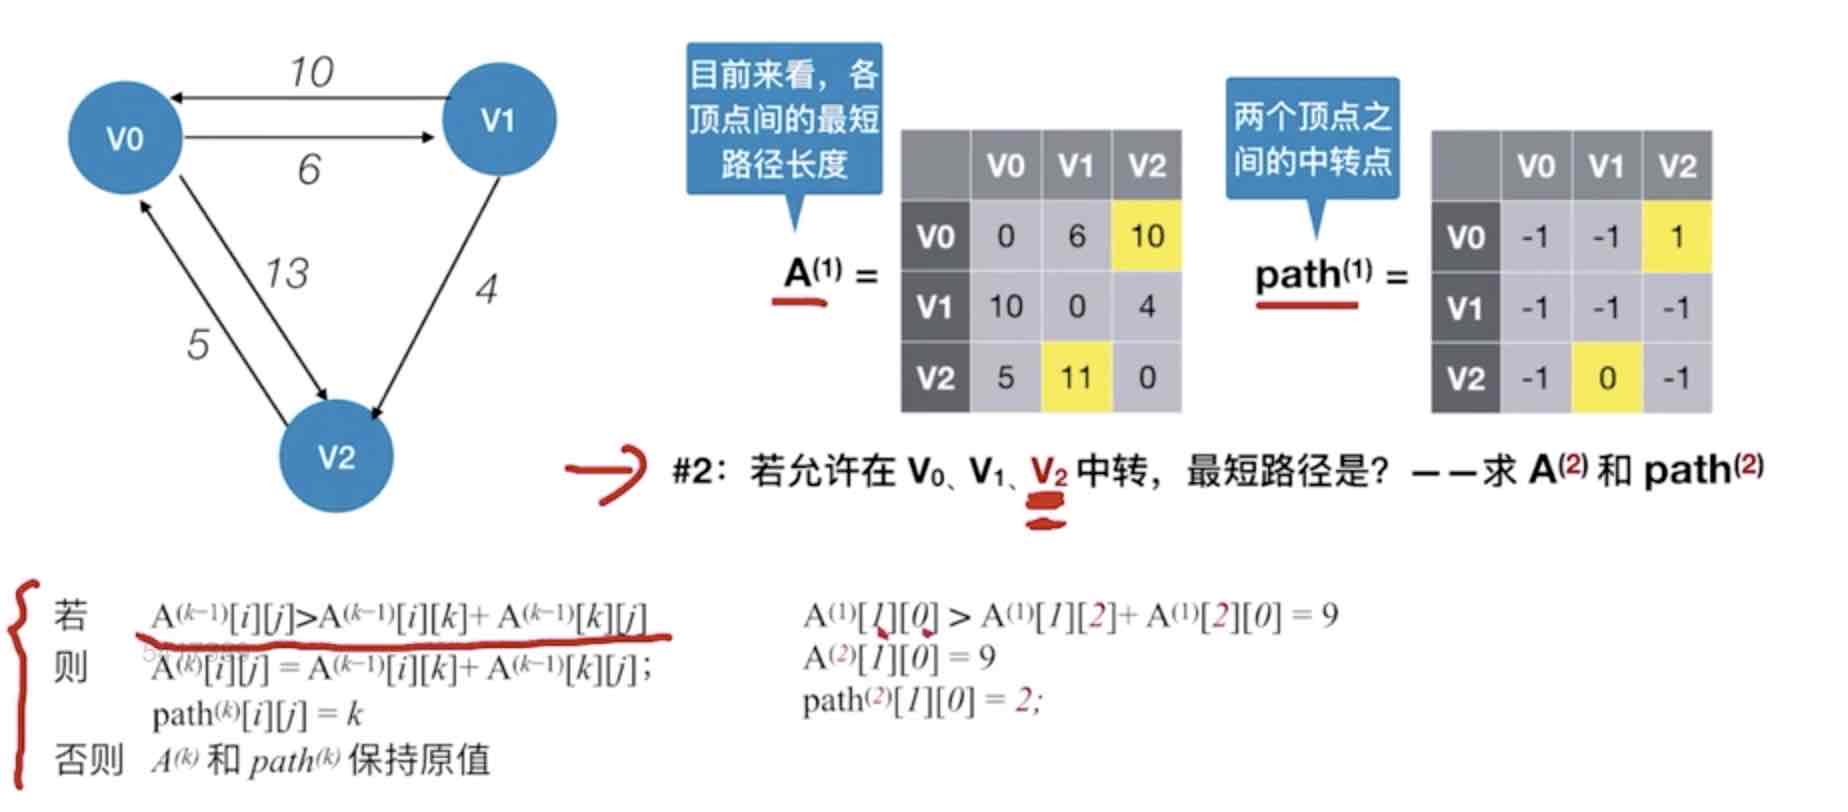 10
V0
V1
6
13
4
5
V2
目前来看，各
顶点间的最短
路径长度
A(1) =
V0 V1 V2
V0 0 6 10
V1 10 0 4
V2 5 11 0
两个顶点之
间的中转点
path(1) =
V0 V1 V2
V0 -1 -1 1
V1 -1 -1 -1
V2 -1 0 -1
#2：若允许在 V0、V1、V2 中转，最短路径是？——求 A(2) 和 path(2)
若 A(k−1)[i][j]>A(k−1)[i][k]+ A(k−1)[k][j]
则 A(k)[i][j] = A(k−1)[i][k]+ A(k−1)[k][j];
path(k)[i][j] = k
否则 A(k) 和 path(k) 保持原值
A(1)[1][0] > A(1)[1][2]+ A(1)[2][0] = 9
A(2)[1][0] = 9
path(2)[1][0] = 2;